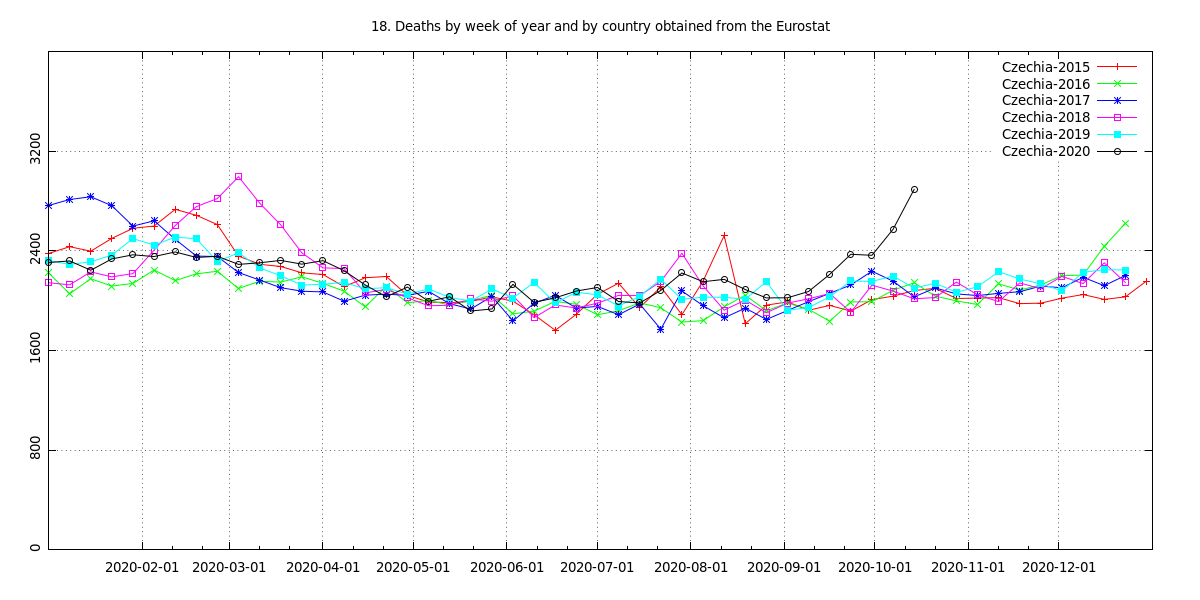 18. Deaths by week of year and by country obtained from the Eurostat
Czechia-2015
Czechia-2016
Czechia-2017
Czechia-2018
Czechia-2019
Czechia-2020
3200
2400
1600
800
0
2020-02-01 2020-03-01 2020-04-01 2020-05-01 2020-06-01 2020-07-01 2020-08-01 2020-09-01 2020-10-01 2020-11-01 2020-12-01